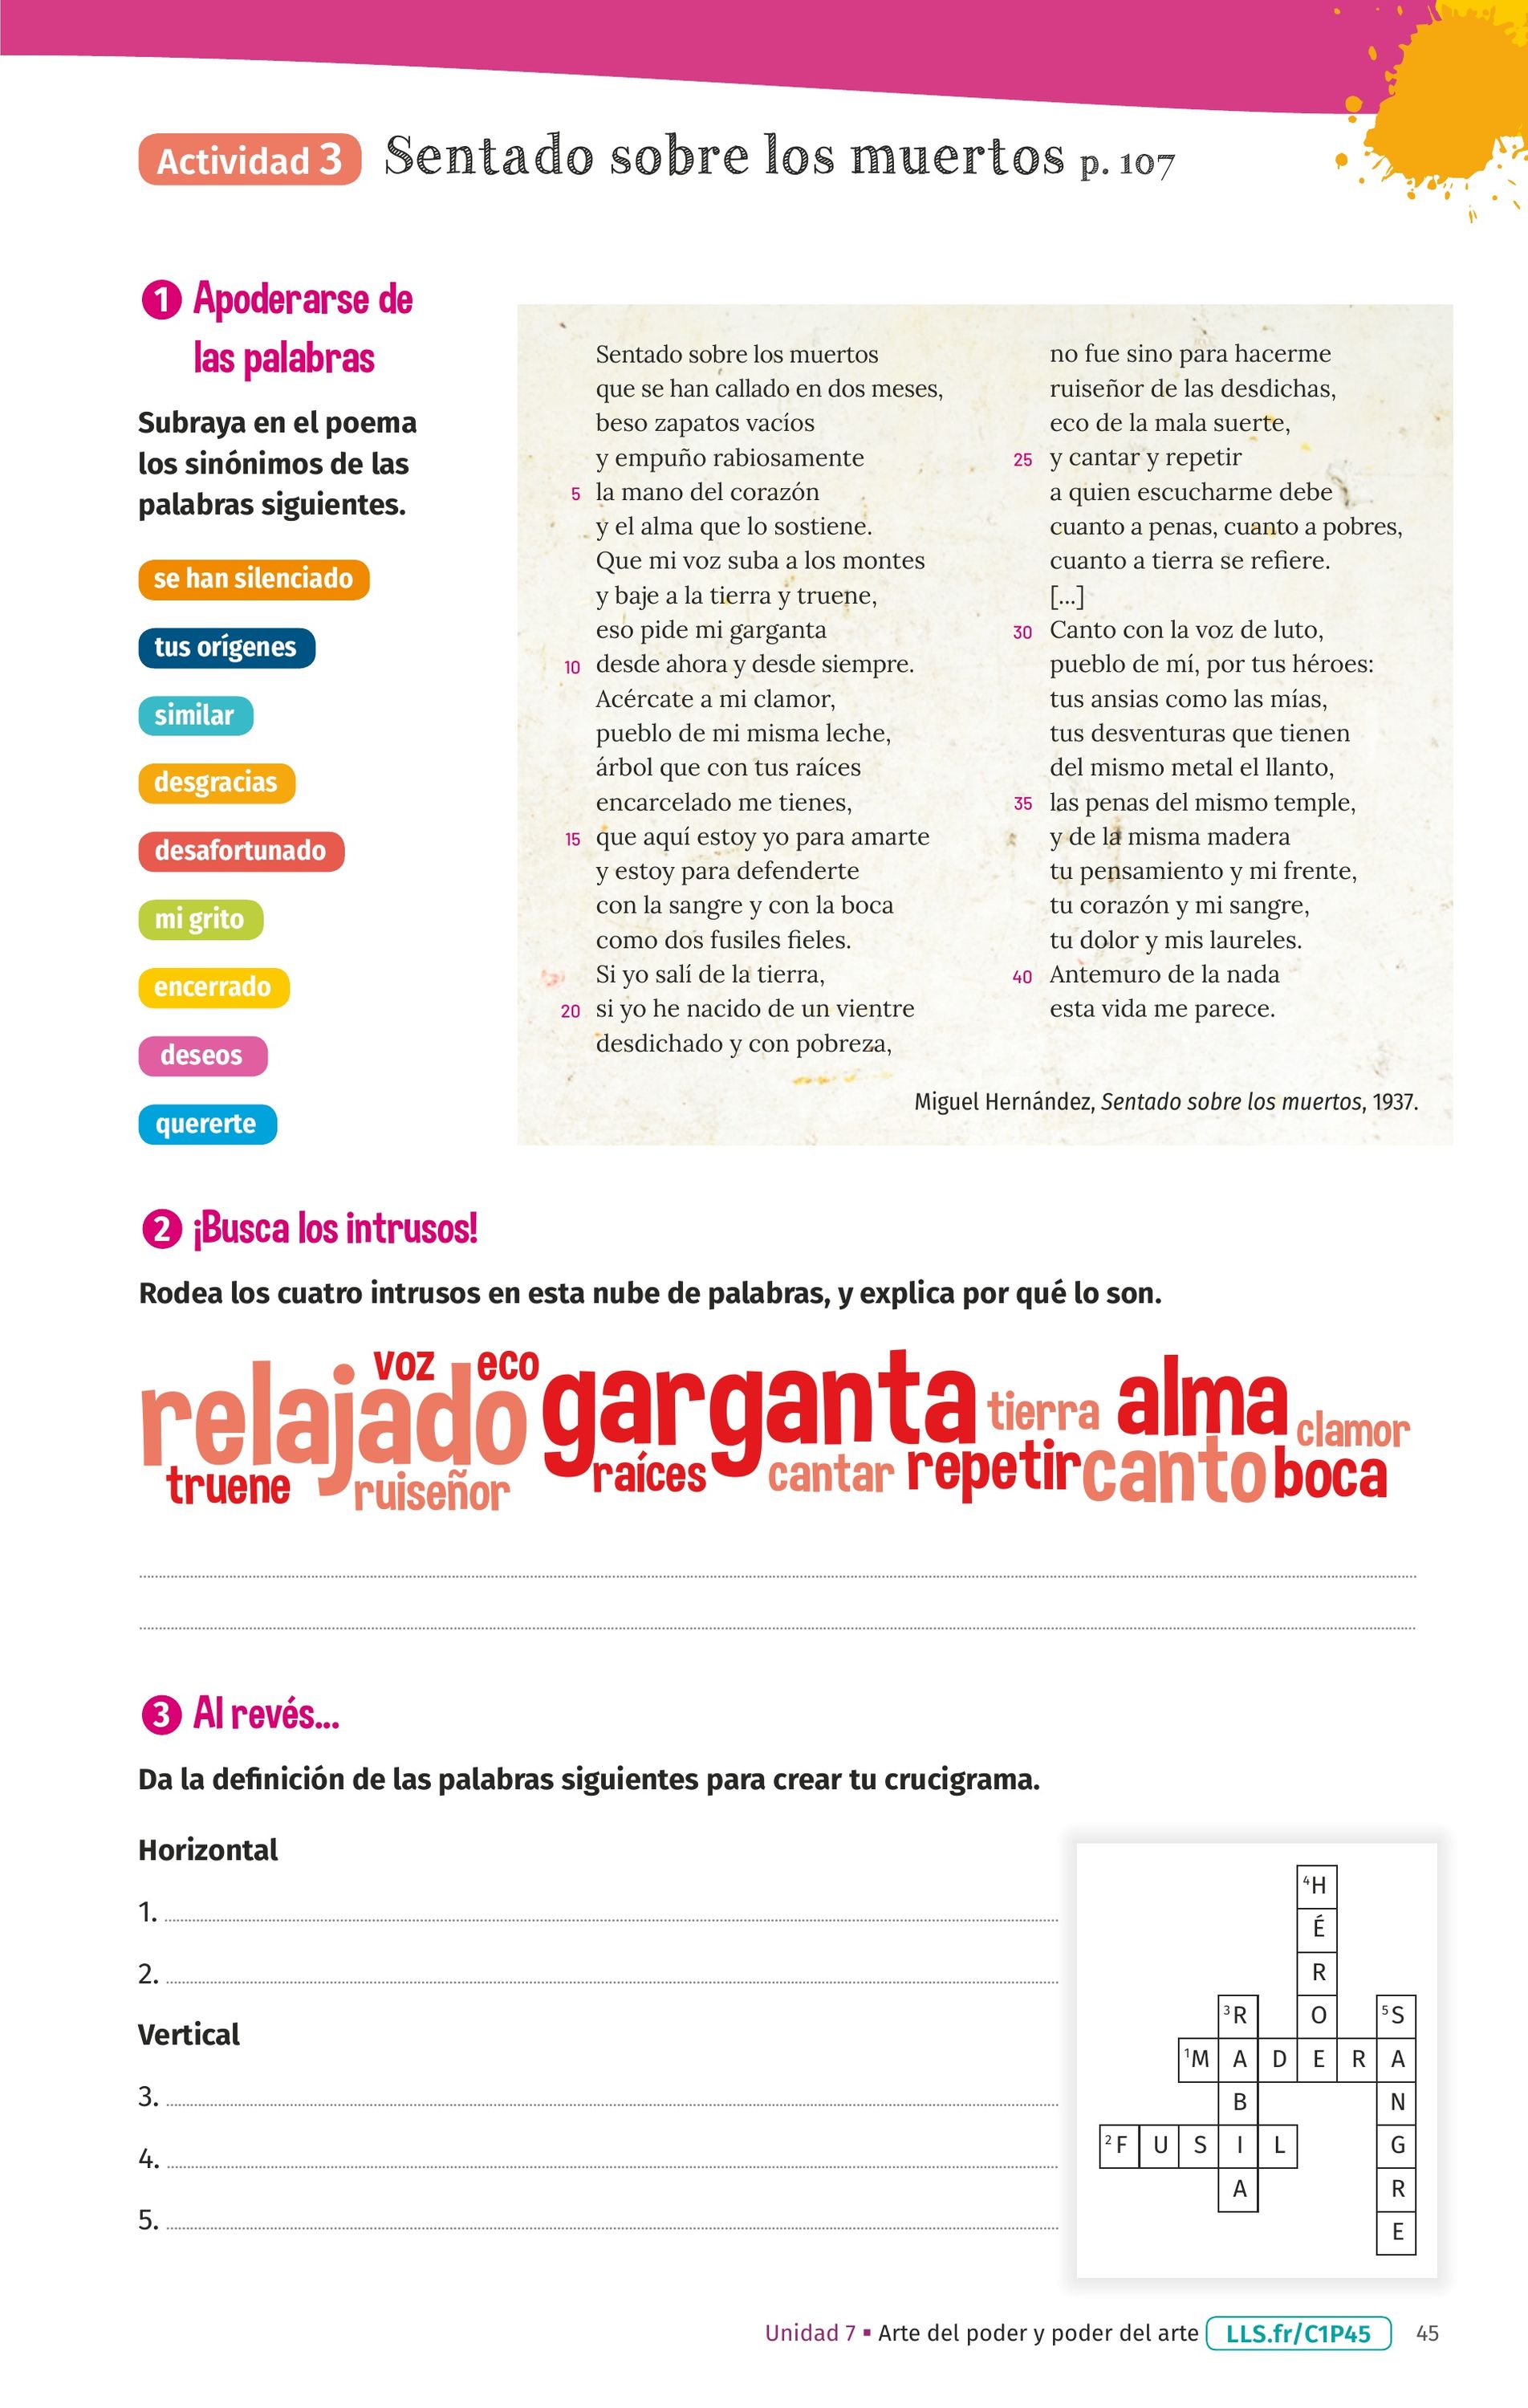 Actividad 3 Sentado sobre los muertos p. 107
1 Apoderarse de
las palabras
Subraya en el poema
los sinónimos de las
palabras siguientes.
se han silenciado
tus orígenes
similar
desgracias
desafortunado
mi grito
encerrado
deseos
quererte
Sentado sobre los muertos
que se han callado en dos meses,
beso zapatos vacíos
y empuño rabiosamente
5 la mano del corazón
y el alma que lo sostiene.
Que mi voz suba a los montes
y baje a la tierra y truene,
eso pide mi garganta
10 desde ahora y desde siempre.
Acércate a mi clamor,
pueblo de mi misma leche,
árbol que con tus raíces
encarcelado me tienes,
15 que aquí estoy yo para amarte
y estoy para defenderte
con la sangre y con la boca
como dos fusiles fieles.
Si yo salí de la tierra,
20 si yo he nacido de un vientre
desdichado y con pobreza,
no fue sino para hacerme
ruiseñor de las desdichas,
eco de la mala suerte,
25 y cantar y repetir
a quien escucharme debe
cuanto a penas, cuanto a pobres,
cuanto a tierra se refiere.
[...]
30 Canto con la voz de luto,
pueblo de mí, por tus héroes:
tus ansias como las mías,
tus desventuras que tienen
del mismo metal el llanto,
35 las penas del mismo temple,
y de la misma madera
tu pensamiento y mi frente,
tu corazón y mi sangre,
tu dolor y mis laureles.
40 Antemuro de la nada
esta vida me parece.
Miguel Hernández, Sentado sobre los muertos, 1937.
2 ¡Busca los intrusos!
Rodea los cuatro intrusos en esta nube de palabras, y explica por qué lo son.
voz eco
relajado garganta tierra alma clamor
truene ruiseñor raíces cantar repetir canto boca
3 Al revés...
Da la definición de las palabras siguientes para crear tu crucigrama.
Horizontal
1.
2.
Vertical
3.
4.
5.
4H
É
R
3R O 5S
1M A D E R A
B N
2F U S I L G
A R
E
Unidad 7 ▪ Arte del poder y poder del arte LLS.fr/C1P45 45